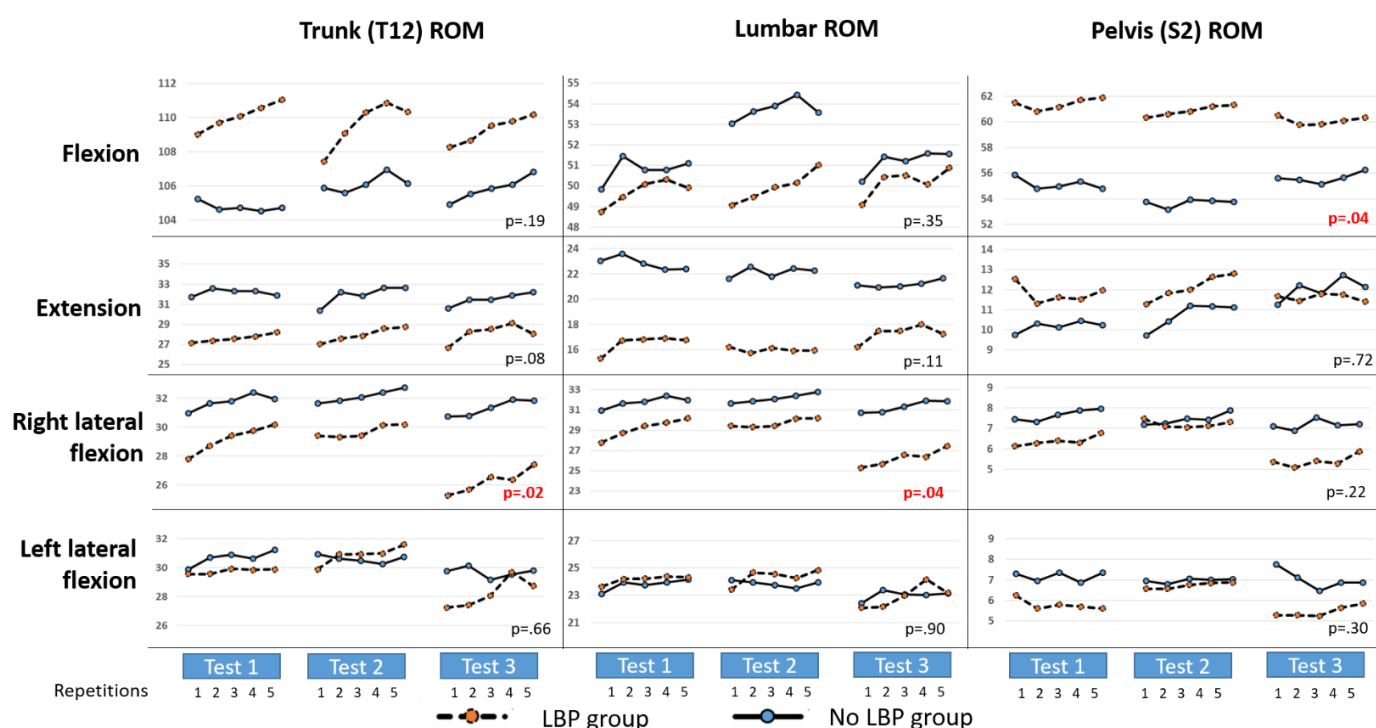 Trunk (T12) ROM Lumbar ROM Pelvis (S2) ROM
Flexion
112
110
108
106
104
p=.19
55
54
53
52
51
50
49
48
p=.35
62
60
58
56
54
52
p=.04
Extension
35
33
31
29
27
25
p=.08
24
22
20
18
16
p=.11
14
13
12
11
10
9
p=.72
Right lateral
flexion
32
30
28
26
p=.02
33
31
29
27
25
23
p=.04
9
8
7
6
5
p=.22
Left lateral
flexion
31
30
28
26
p=.66
27
25
23
21
p=.90
9
8
7
6
5
p=.30
Test 1 Test 2 Test 3 Test 1 Test 2 Test 3 Test 1 Test 2 Test 3
Repetitions 1 2 3 4 5 1 2 3 4 5 1 2 3 4 5 1 2 3 4 5 1 2 3 4 5 1 2 3 4 5 1 2 3 4 5 1 2 3 4 5 1 2 3 4 5
LBP group No LBP group